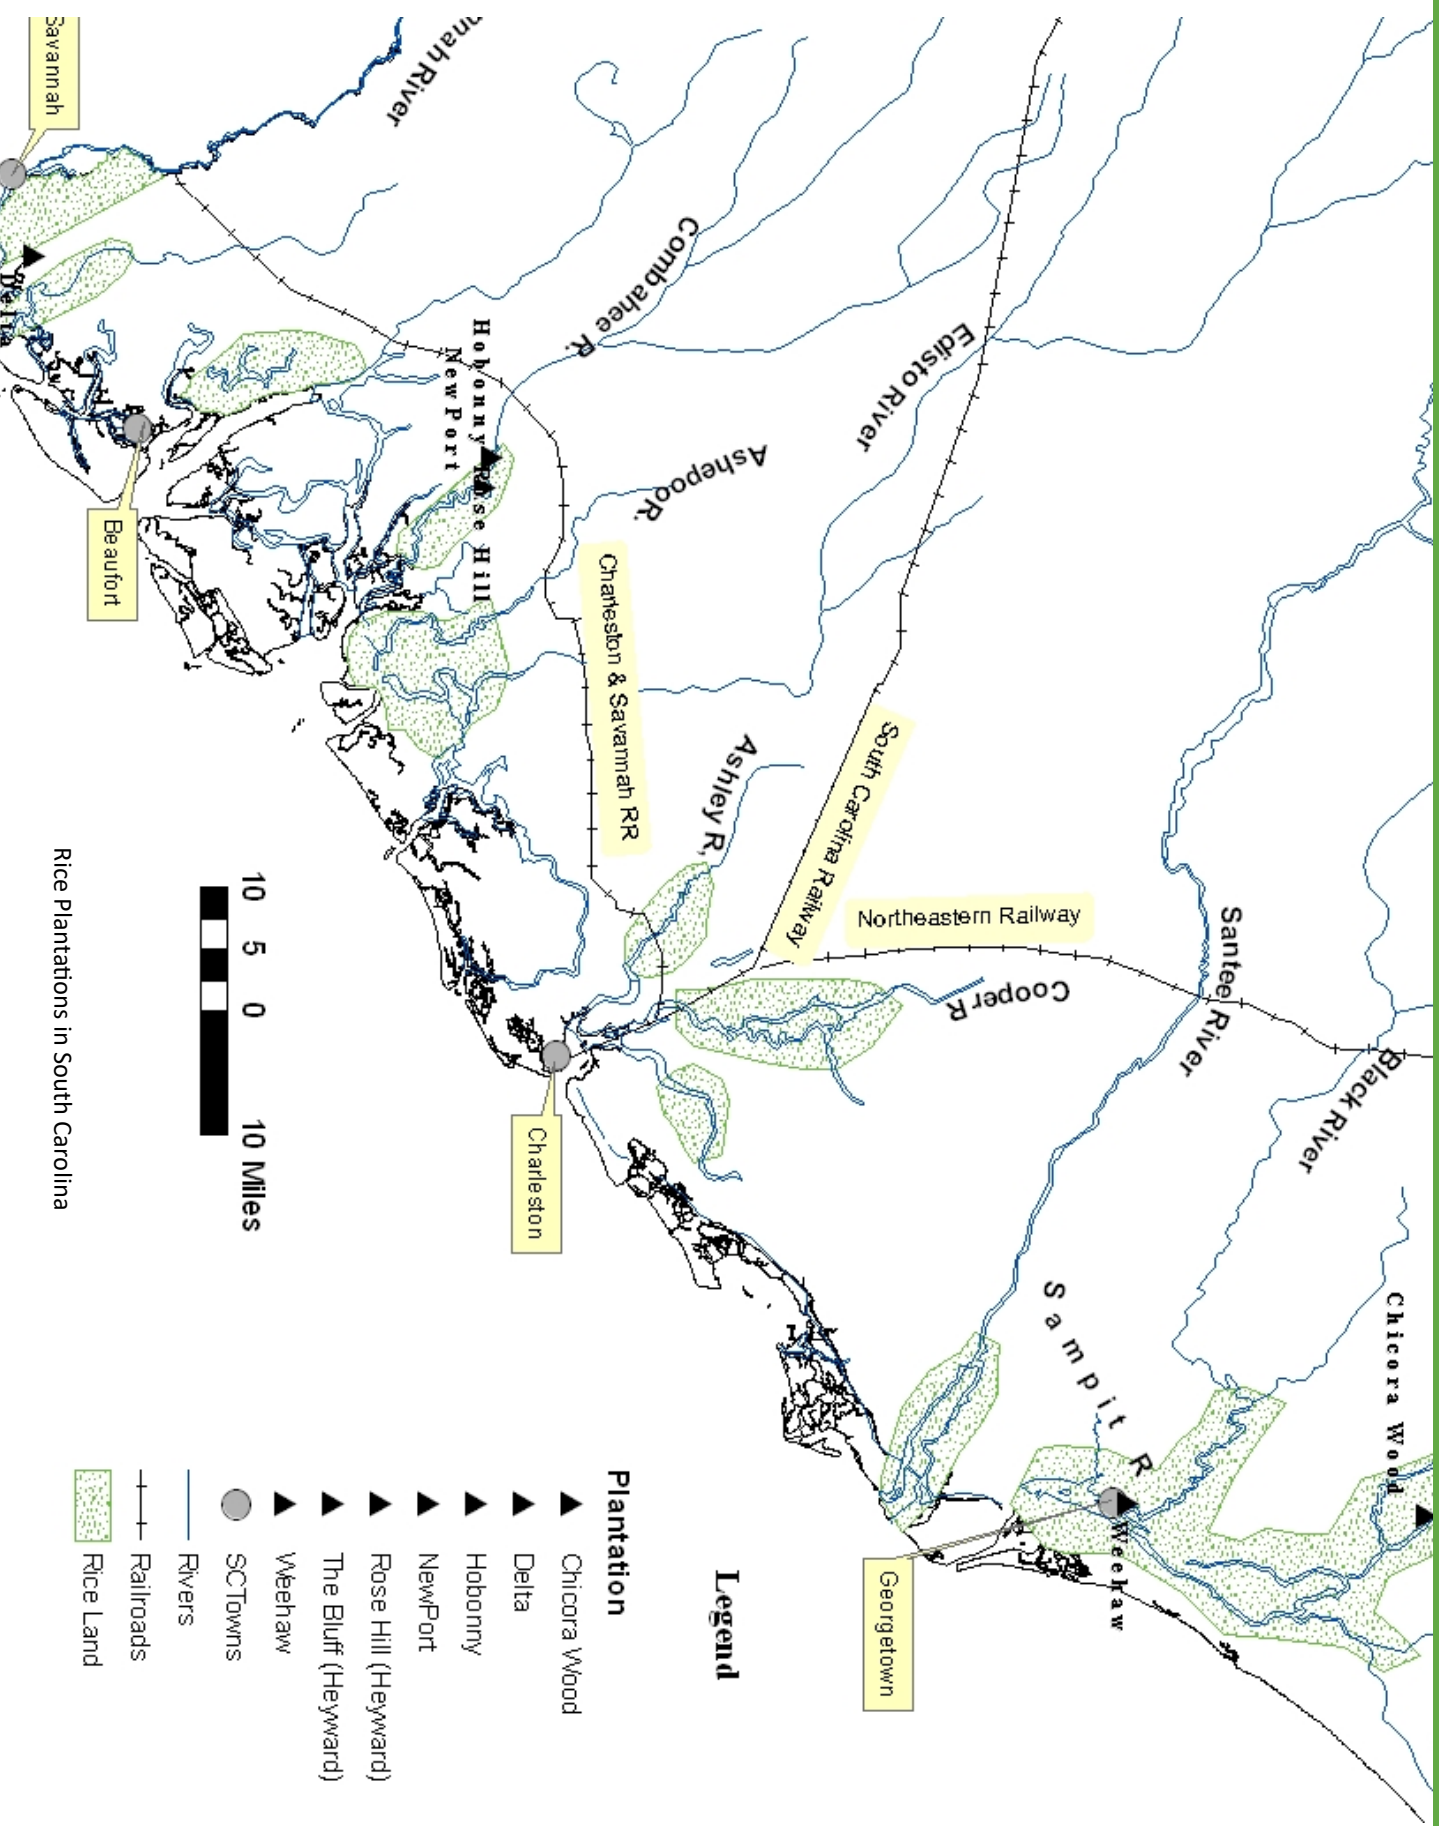 Chicora Wood
Black River
Santee River
Sampit R
Weehaw
Georgetown
Northeastern Railway
Cooper R
South Carolina Railway
Edisto River
Ashley R,
Charleston & Savannah RR
Ashepoo R.
Combahee R.
Hobonny
Rose Hill
NewPort
River
Savannah
Delta
Beaufort
Charleston
Legend
Plantation
Chicora Wood
Delta
Hobonny
NewPort
Rose Hill (Heyward)
The Bluff (Heyward)
Weehaw
SCTowns
Rivers
Railroads
Rice Land
10 5 0 10 Miles
Rice Plantations in South Carolina